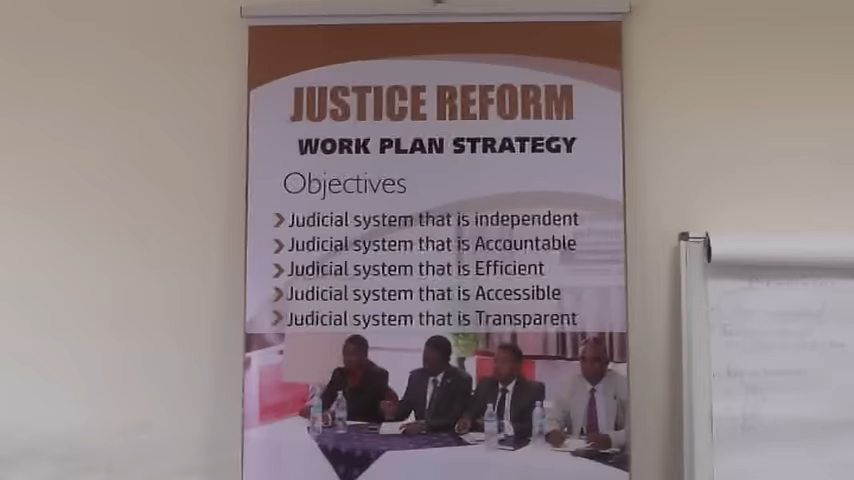 JUSTICE REFORM
WORK PLAN STRATEGY
Objectives
Judicial system that is independent
Judicial system that is Accountable
Judicial system that is Efficient
Judicial system that is Accessible
Judicial system that is Transparent